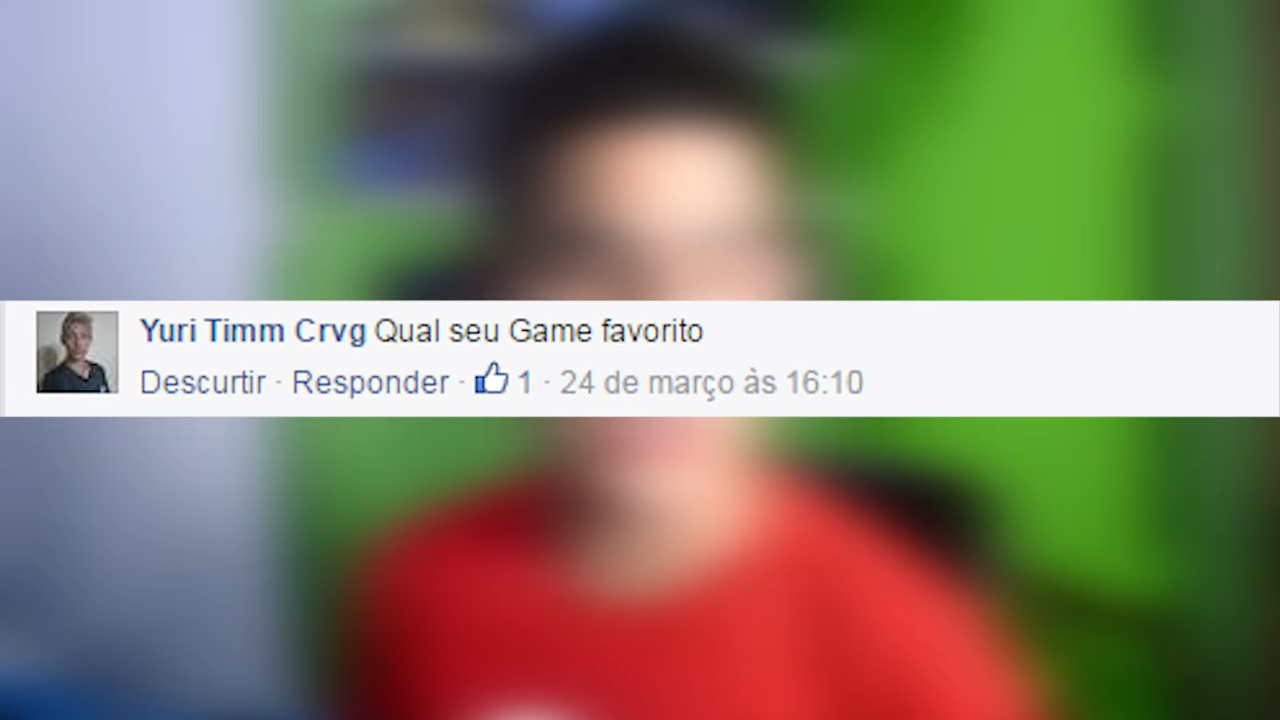 Yuri Timm Crvg Qual seu Game favorito
Descurtir · Responder · 1 · 24 de março às 16:10